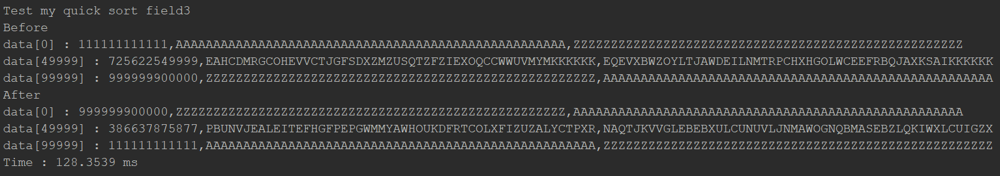 Test my quick sort field3
Before
data[0] : 111111111111,AAAAAAAAAAAAAAAAAAAAAAAAAAAAAAAAAAAAAAAAAAAAAAAAAAAA,ZZZZZZZZZZZZZZZZZZZZZZZZZZZZZZZZZZZZZZZZZZZZZZZZZZZZ
data[49999] : 725622549999,EAHCDMRGCOHEVVCTJGFSDXZMZUSQTZFZIEXOQCCWWUVMYMKKKKKK,EQEVXBWZOYLTJAWDEILNMTRPCHXHGOLWCEEFRBQJAXKSAIKKKKKK
data[99999] : 999999900000,ZZZZZZZZZZZZZZZZZZZZZZZZZZZZZZZZZZZZZZZZZZZZZZZZZZZZ,AAAAAAAAAAAAAAAAAAAAAAAAAAAAAAAAAAAAAAAAAAAAAAAAAAAA
After
data[0] : 999999900000,ZZZZZZZZZZZZZZZZZZZZZZZZZZZZZZZZZZZZZZZZZZZZZZZZZZZZ,AAAAAAAAAAAAAAAAAAAAAAAAAAAAAAAAAAAAAAAAAAAAAAAAAAAA
data[49999] : 386637875877,PBUNVJEALEITEFHGFPEPGWMMYAWHOUKDFRTCOLXFIZUZALYCTPXR,NAQTJKVVGLEBEBXULCUNUVLJNMAWOGNQBMASEBZLQKIWXLCUIGZX
data[99999] : 111111111111,AAAAAAAAAAAAAAAAAAAAAAAAAAAAAAAAAAAAAAAAAAAAAAAAAAAA,ZZZZZZZZZZZZZZZZZZZZZZZZZZZZZZZZZZZZZZZZZZZZZZZZZZZZ
Time : 128.3539 ms